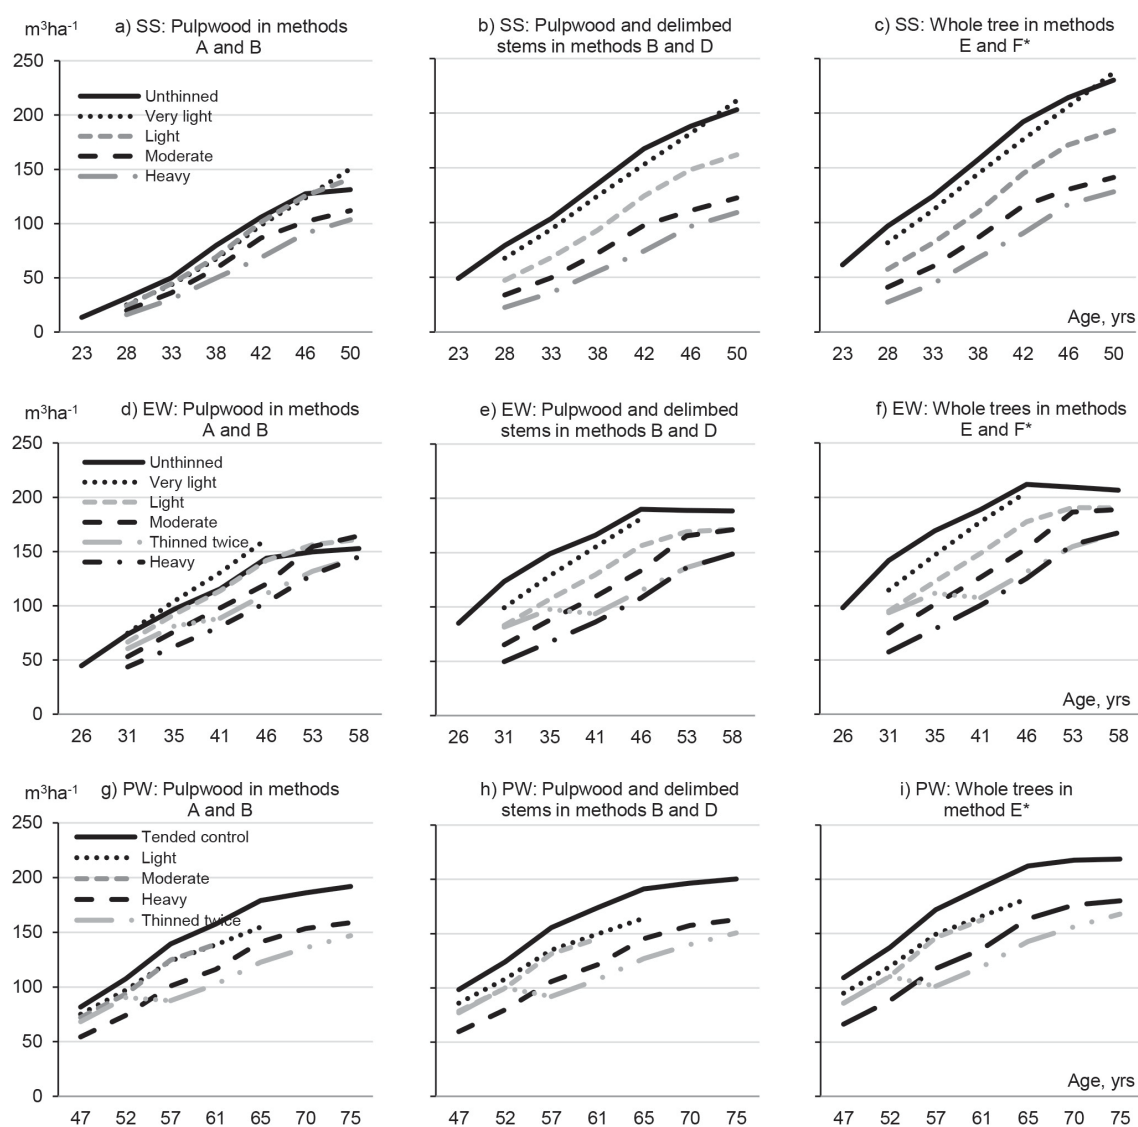 m³ha⁻¹
a) SS: Pulpwood in methods
A and B
b) SS: Pulpwood and delimbed
stems in methods B and D
c) SS: Whole tree in methods
E and F*
250
200
150
100
50
0
Unthinned
Very light
Light
Moderate
Heavy
Age, yrs
23 28 33 38 42 46 50
23 28 33 38 42 46 50
23 28 33 38 42 46 50
m³ha⁻¹
d) EW: Pulpwood in methods
A and B
e) EW: Pulpwood and delimbed
stems in methods B and D
f) EW: Whole trees in methods
E and F*
250
200
150
100
50
0
Unthinned
Very light
Light
Moderate
Thinned twice
Heavy
Age, yrs
26 31 35 41 46 53 58
26 31 35 41 46 53 58
26 31 35 41 46 53 58
m³ha⁻¹
g) PW: Pulpwood in methods
A and B
h) PW: Pulpwood and delimbed
stems in methods B and D
i) PW: Whole trees in
method E*
250
200
150
100
50
0
Tended control
Light
Moderate
Heavy
Thinned twice
Age, yrs
47 52 57 61 65 70 75
47 52 57 61 65 70 75
47 52 57 61 65 70 75